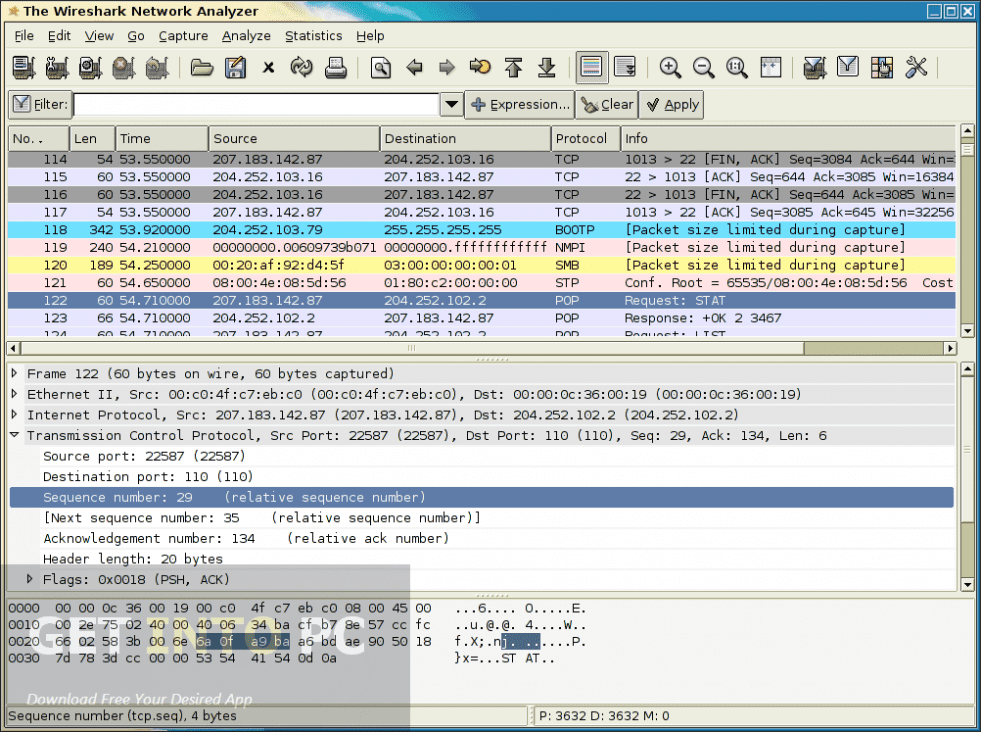 The Wireshark Network Analyzer
File Edit View Go Capture Analyze Statistics Help
Filter: Expression... Clear Apply
No. . Len Time Source Destination Protocol Info
114 54 53.550000 207.183.142.87 204.252.103.16 TCP 1013 > 22 [FIN, ACK] Seq=3084 Ack=644 Win=
115 60 53.550000 204.252.103.16 207.183.142.87 TCP 22 > 1013 [ACK] Seq=644 Ack=3085 Win=16384
116 60 53.550000 204.252.103.16 207.183.142.87 TCP 22 > 1013 [FIN, ACK] Seq=644 Ack=3085 Win=
117 54 53.550000 207.183.142.87 204.252.103.16 TCP 1013 > 22 [ACK] Seq=3085 Ack=645 Win=32256
118 342 53.920000 204.252.103.79 255.255.255.255 BOOTP [Packet size limited during capture]
119 240 54.210000 00000000.00609739b071 00000000.ffffffffffff NMPI [Packet size limited during capture]
120 189 54.250000 00:20:af:92:d4:5f 03:00:00:00:00:01 SMB [Packet size limited during capture]
121 60 54.650000 08:00:4e:08:5d:56 01:80:c2:00:00:00 STP Conf. Root = 65535/08:00:4e:08:5d:56 Cost
122 60 54.710000 207.183.142.87 204.252.102.2 POP Request: STAT
123 66 54.710000 204.252.102.2 207.183.142.87 POP Response: +OK 2 3467
124 60 54.710000 207.183.142.87 204.252.102.2 POP Request: LIST
Frame 122 (60 bytes on wire, 60 bytes captured)
Ethernet II, Src: 00:c0:4f:c7:eb:c0 (00:c0:4f:c7:eb:c0), Dst: 00:00:0c:36:00:19 (00:00:0c:36:00:19)
Internet Protocol, Src: 207.183.142.87 (207.183.142.87), Dst: 204.252.102.2 (204.252.102.2)
Transmission Control Protocol, Src Port: 22587 (22587), Dst Port: 110 (110), Seq: 29, Ack: 134, Len: 6
Source port: 22587 (22587)
Destination port: 110 (110)
Sequence number: 29 (relative sequence number)
[Next sequence number: 35 (relative sequence number)]
Acknowledgement number: 134 (relative ack number)
Header length: 20 bytes
Flags: 0x0018 (PSH, ACK)
0000 00 00 0c 36 00 19 00 c0 4f c7 eb c0 08 00 45 00 ...6.... O.....E.
0010 00 2e 75 02 40 00 40 06 34 ba cf b7 8e 57 cc fc ..u.@.@. 4....W..
0020 66 02 58 3b 00 6e 6a 0f a9 ba a6 bd ae 90 50 18 f.X;.nj. ......P.
0030 7d 78 3d cc 00 00 53 54 41 54 0d 0a }x=...ST AT..
GET INTO PC
Download Free Your Desired App
Sequence number (tcp.seq), 4 bytes P: 3632 D: 3632 M: 0